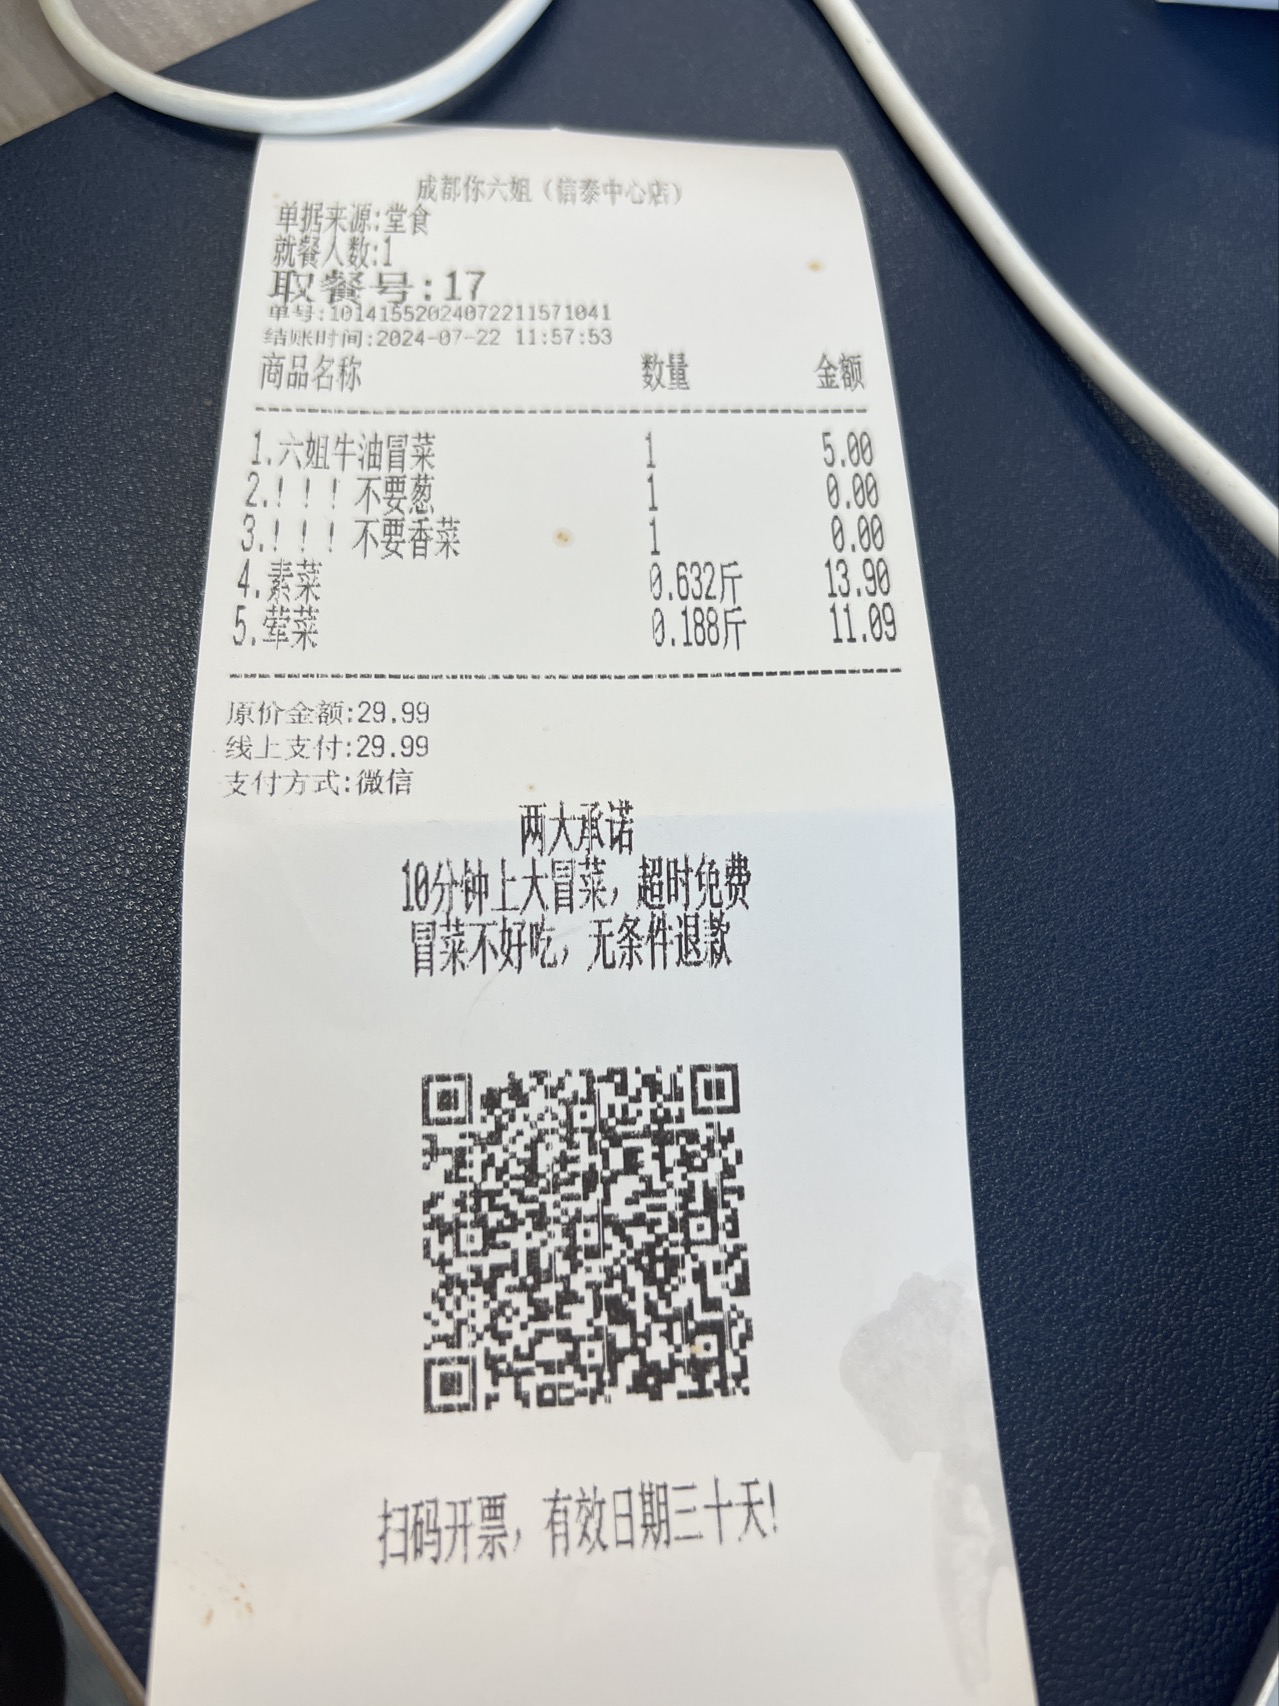 成都你六姐（信泰中心店）
单据来源:堂食
就餐人数:1
取餐号:17
单号:10141552024072211571041
结账时间:2024-07-22 11:57:53
商品名称 数量 金额
1.六姐牛油冒菜 1 5.00
2.！！！不要葱 1 0.00
3.！！！不要香菜 1 0.00
4.素菜 0.632斤 13.90
5.荤菜 0.188斤 11.09
原价金额:29.99
线上支付:29.99
支付方式:微信
两大承诺
10分钟上大冒菜，超时免费
冒菜不好吃，无条件退款
扫码开票，有效日期三十天!